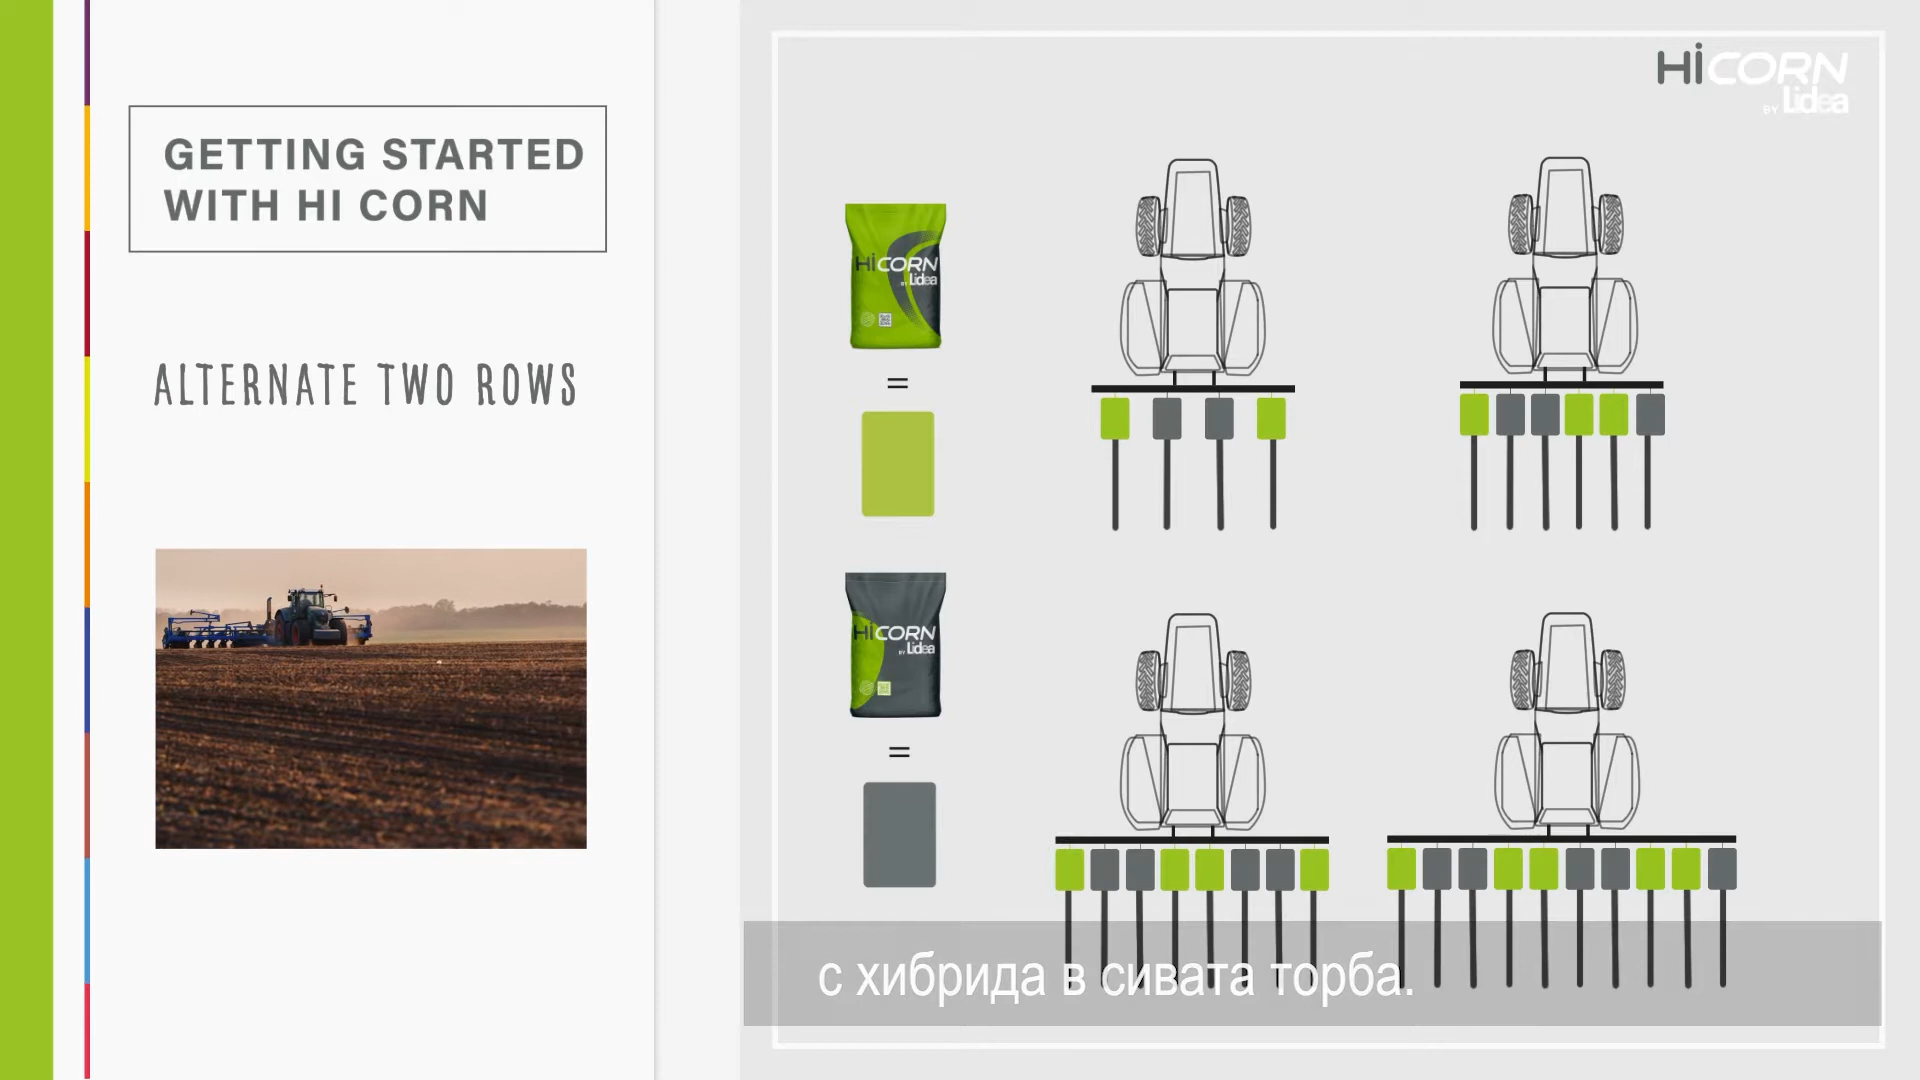 GETTING STARTED
WITH HI CORN
ALTERNATE TWO ROWS
HiCORN
BY Lidea
HiCORN
BY Lidea
=
HiCORN
BY Lidea
=
с хибрида в сивата торба.